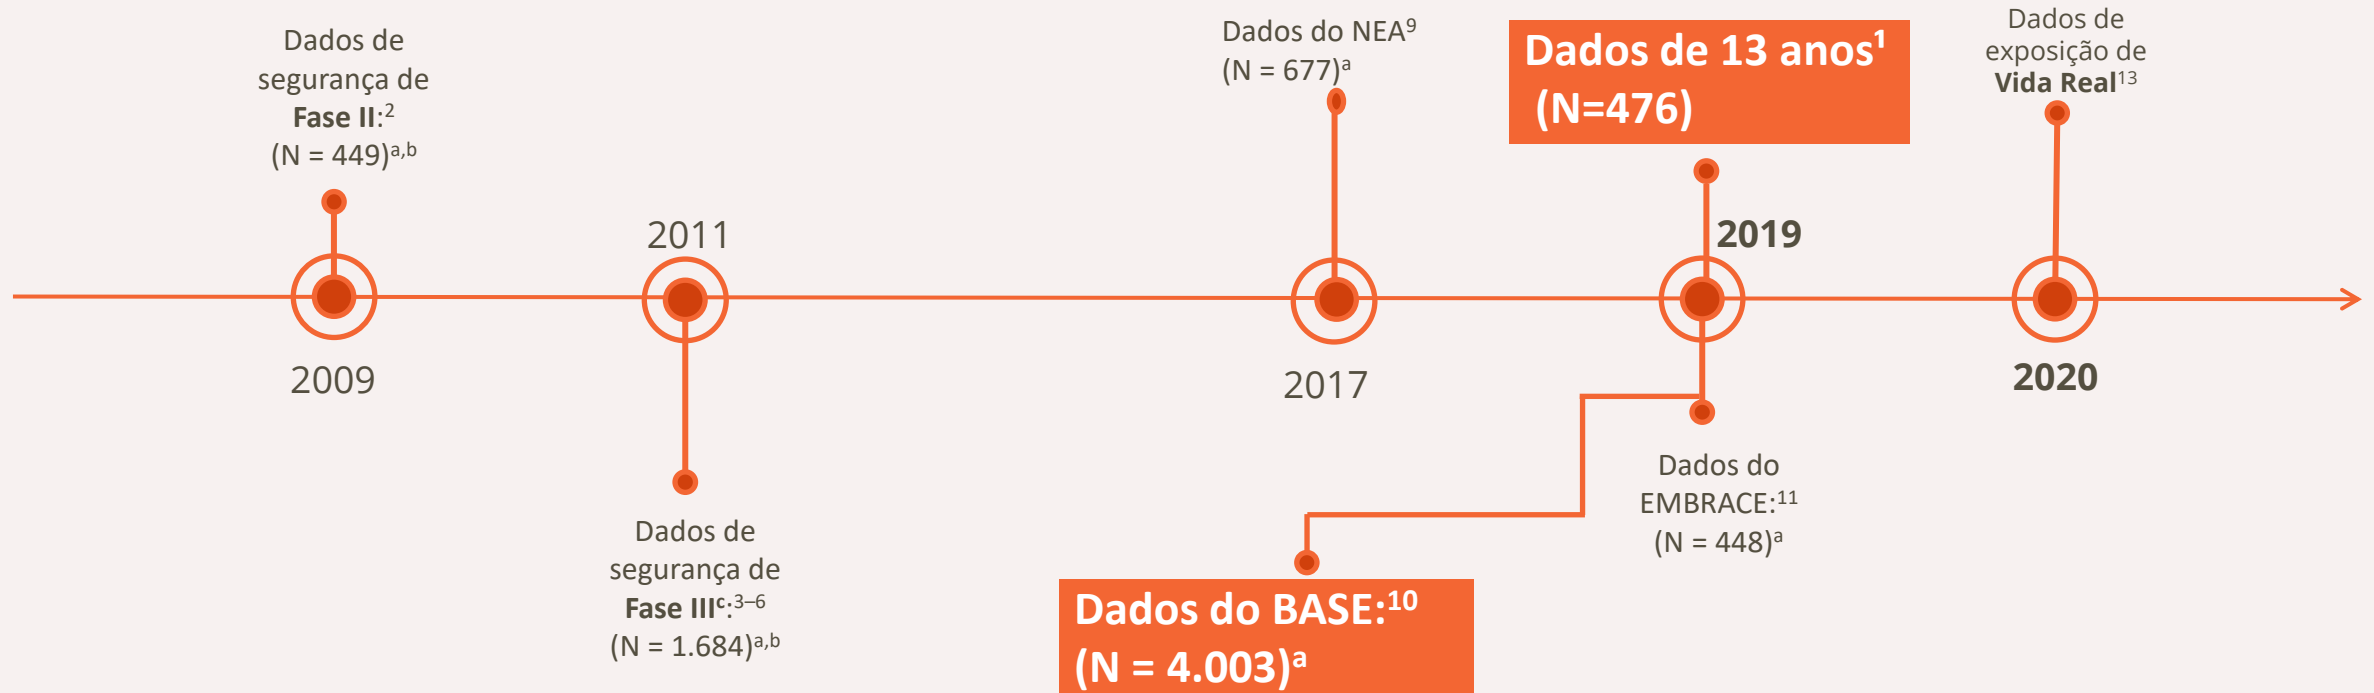 Dados de
segurança de
Fase II:²
(N = 449)ᵃ,ᵇ
2009
2011
Dados de
segurança de
Fase IIIᶜ:³⁻⁶
(N = 1.684)ᵃ,ᵇ
Dados do NEA⁹
(N = 677)ᵃ
2017
Dados de 13 anos¹
(N=476)
2019
Dados do
EMBRACE:¹¹
(N = 448)ᵃ
Dados do BASE:¹⁰
(N = 4.003)ᵃ
Dados de
exposição de
Vida Real¹³
2020